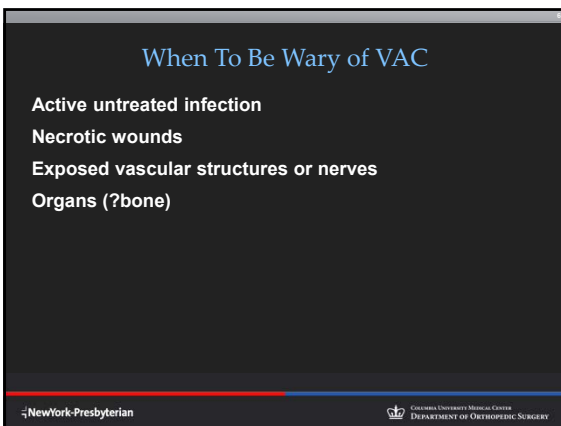 When To Be Wary of VAC
Active untreated infection
Necrotic wounds
Exposed vascular structures or nerves
Organs (?bone)
NewYork-Presbyterian
Columbia University Medical Center
Department of Orthopedic Surgery